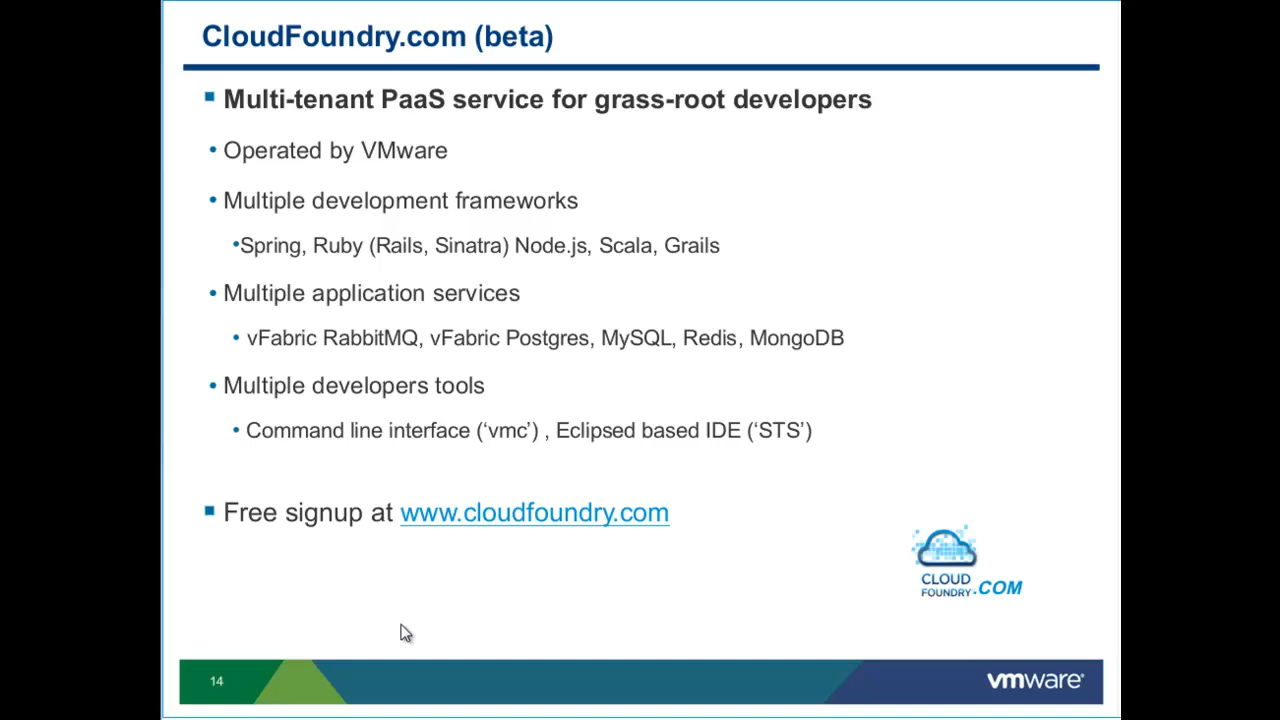 CloudFoundry.com (beta)
Multi-tenant PaaS service for grass-root developers
• Operated by VMware
• Multiple development frameworks
•Spring, Ruby (Rails, Sinatra) Node.js, Scala, Grails
• Multiple application services
• vFabric RabbitMQ, vFabric Postgres, MySQL, Redis, MongoDB
• Multiple developers tools
• Command line interface (‘vmc’) , Eclipsed based IDE (‘STS’)
Free signup at www.cloudfoundry.com
CLOUD
FOUNDRY.COM
14
vmware®